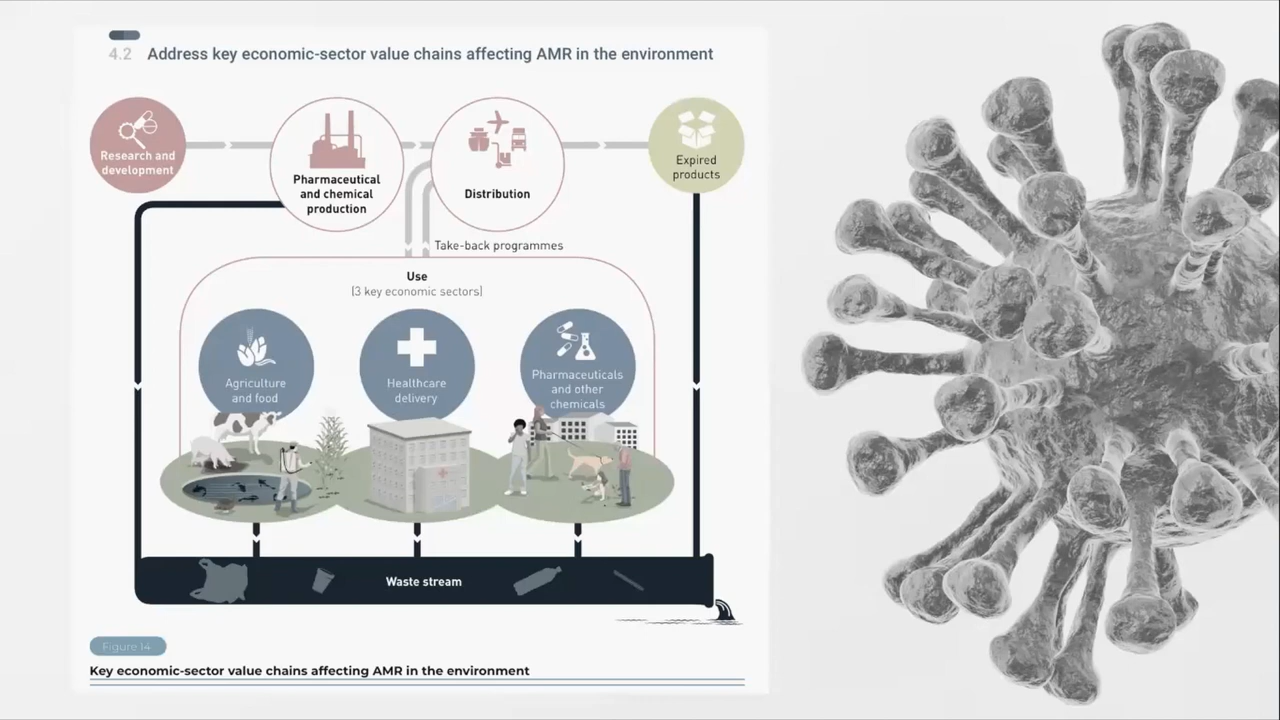 4.2 Address key economic-sector value chains affecting AMR in the environment
Research and
development
Pharmaceutical
and chemical
production
Distribution
Expired
products
Take-back programmes
Use
[3 key economic sectors]
Agriculture
and food
Healthcare
delivery
Pharmaceuticals
and other
chemicals
Waste stream
Figure 14
Key economic-sector value chains affecting AMR in the environment